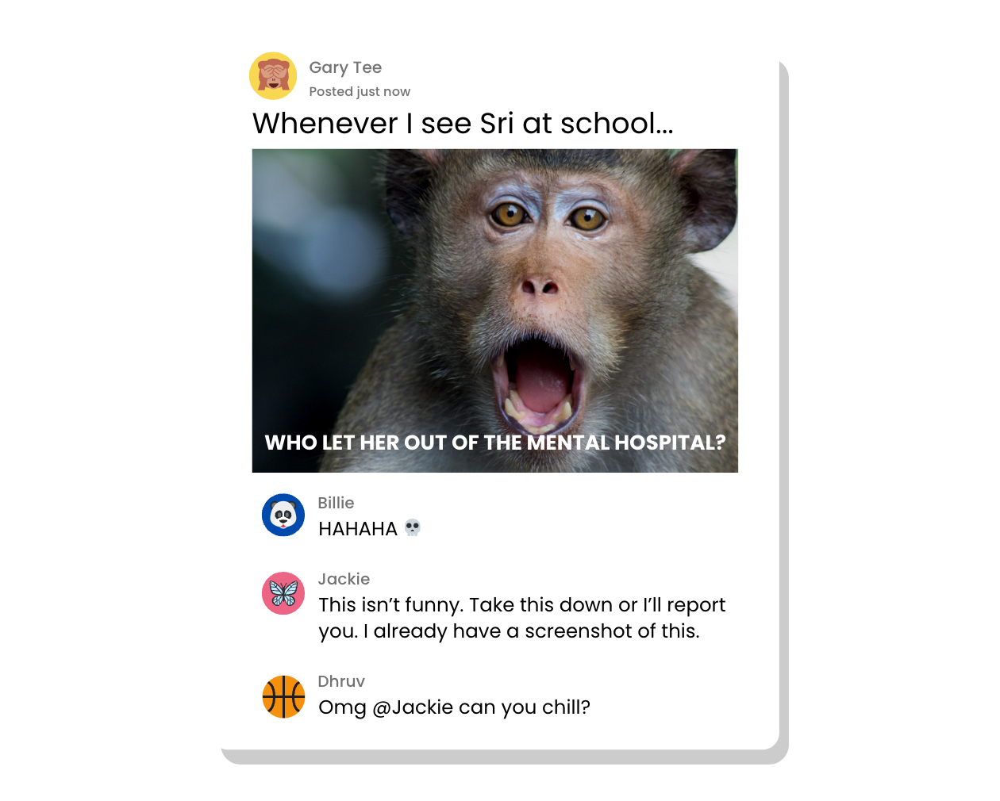 Gary Tee
Posted just now
Whenever I see Sri at school...
WHO LET HER OUT OF THE MENTAL HOSPITAL?
Billie
HAHAHA 💀
Jackie
This isn’t funny. Take this down or I’ll report
you. I already have a screenshot of this.
Dhruv
Omg @Jackie can you chill?